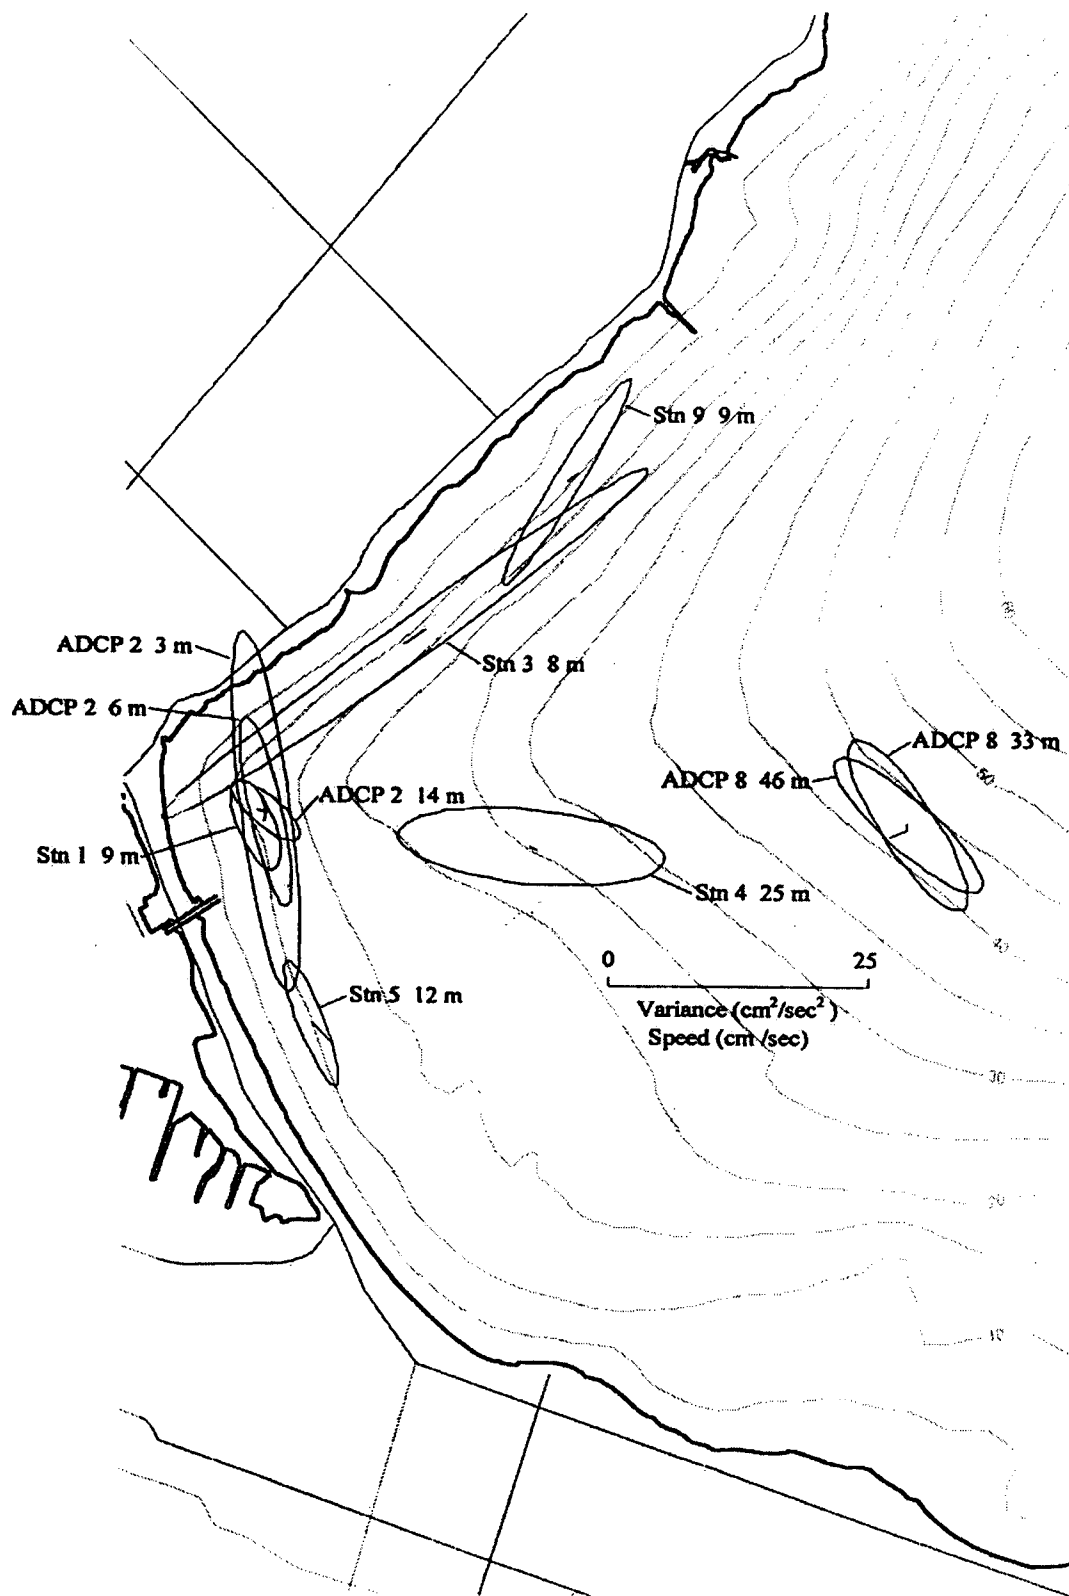 Stn 9 9 m
ADCP 2 3 m
Stn 3 8 m
ADCP 2 6 m
ADCP 8 33 m
ADCP 8 46 m
ADCP 2 14 m
Stn 1 9 m
Stn 4 25 m
0 25
Stn 5 12 m
Variance (cm²/sec²)
Speed (cm /sec)
30
20
10